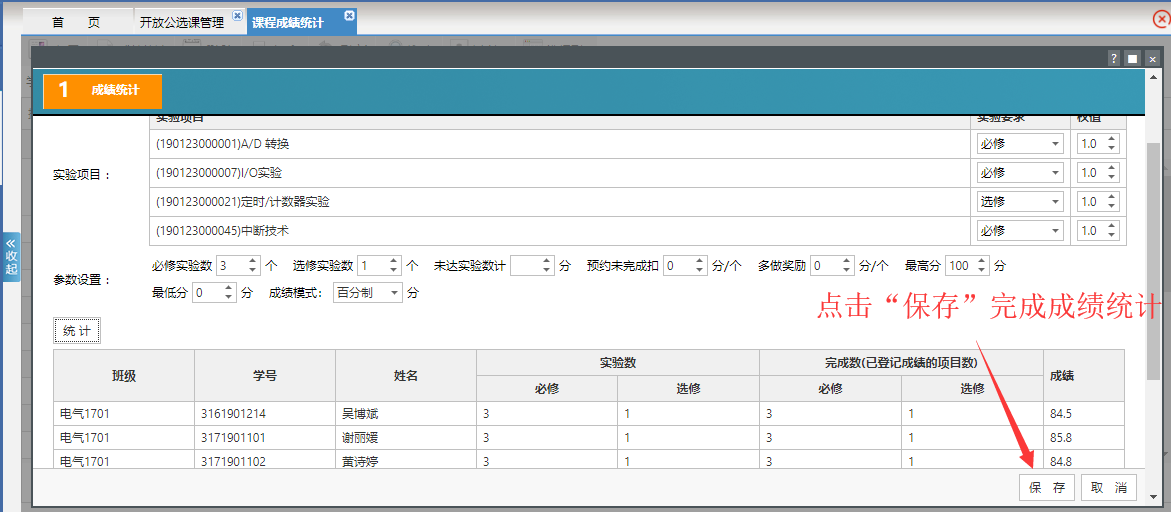 首 页 开放公选课管理 课程成绩统计
1 成绩统计
实验项目 实验要求 权值
(190123000001)A/D 转换 必修 1.0
实验项目：
(190123000007)I/O实验 必修 1.0
(190123000021)定时/计数器实验 选修 1.0
(190123000045)中断技术 必修 1.0
收起
参数设置：
必修实验数 3 个 选修实验数 1 个 未达实验数计 分 预约未完成扣 0 分/个 多做奖励 0 分/个 最高分 100 分
最低分 0 分 成绩模式: 百分制 分
点击“保存”完成成绩统计
统 计
班级 学号 姓名 实验数 完成数(已登记成绩的项目数) 成绩
必修 选修 必修 选修
电气1701 3161901214 吴博斌 3 1 3 1 84.5
电气1701 3171901101 谢丽媛 3 1 3 1 85.8
电气1701 3171901102 黄诗婷 3 1 3 1 84.8
保 存 取 消